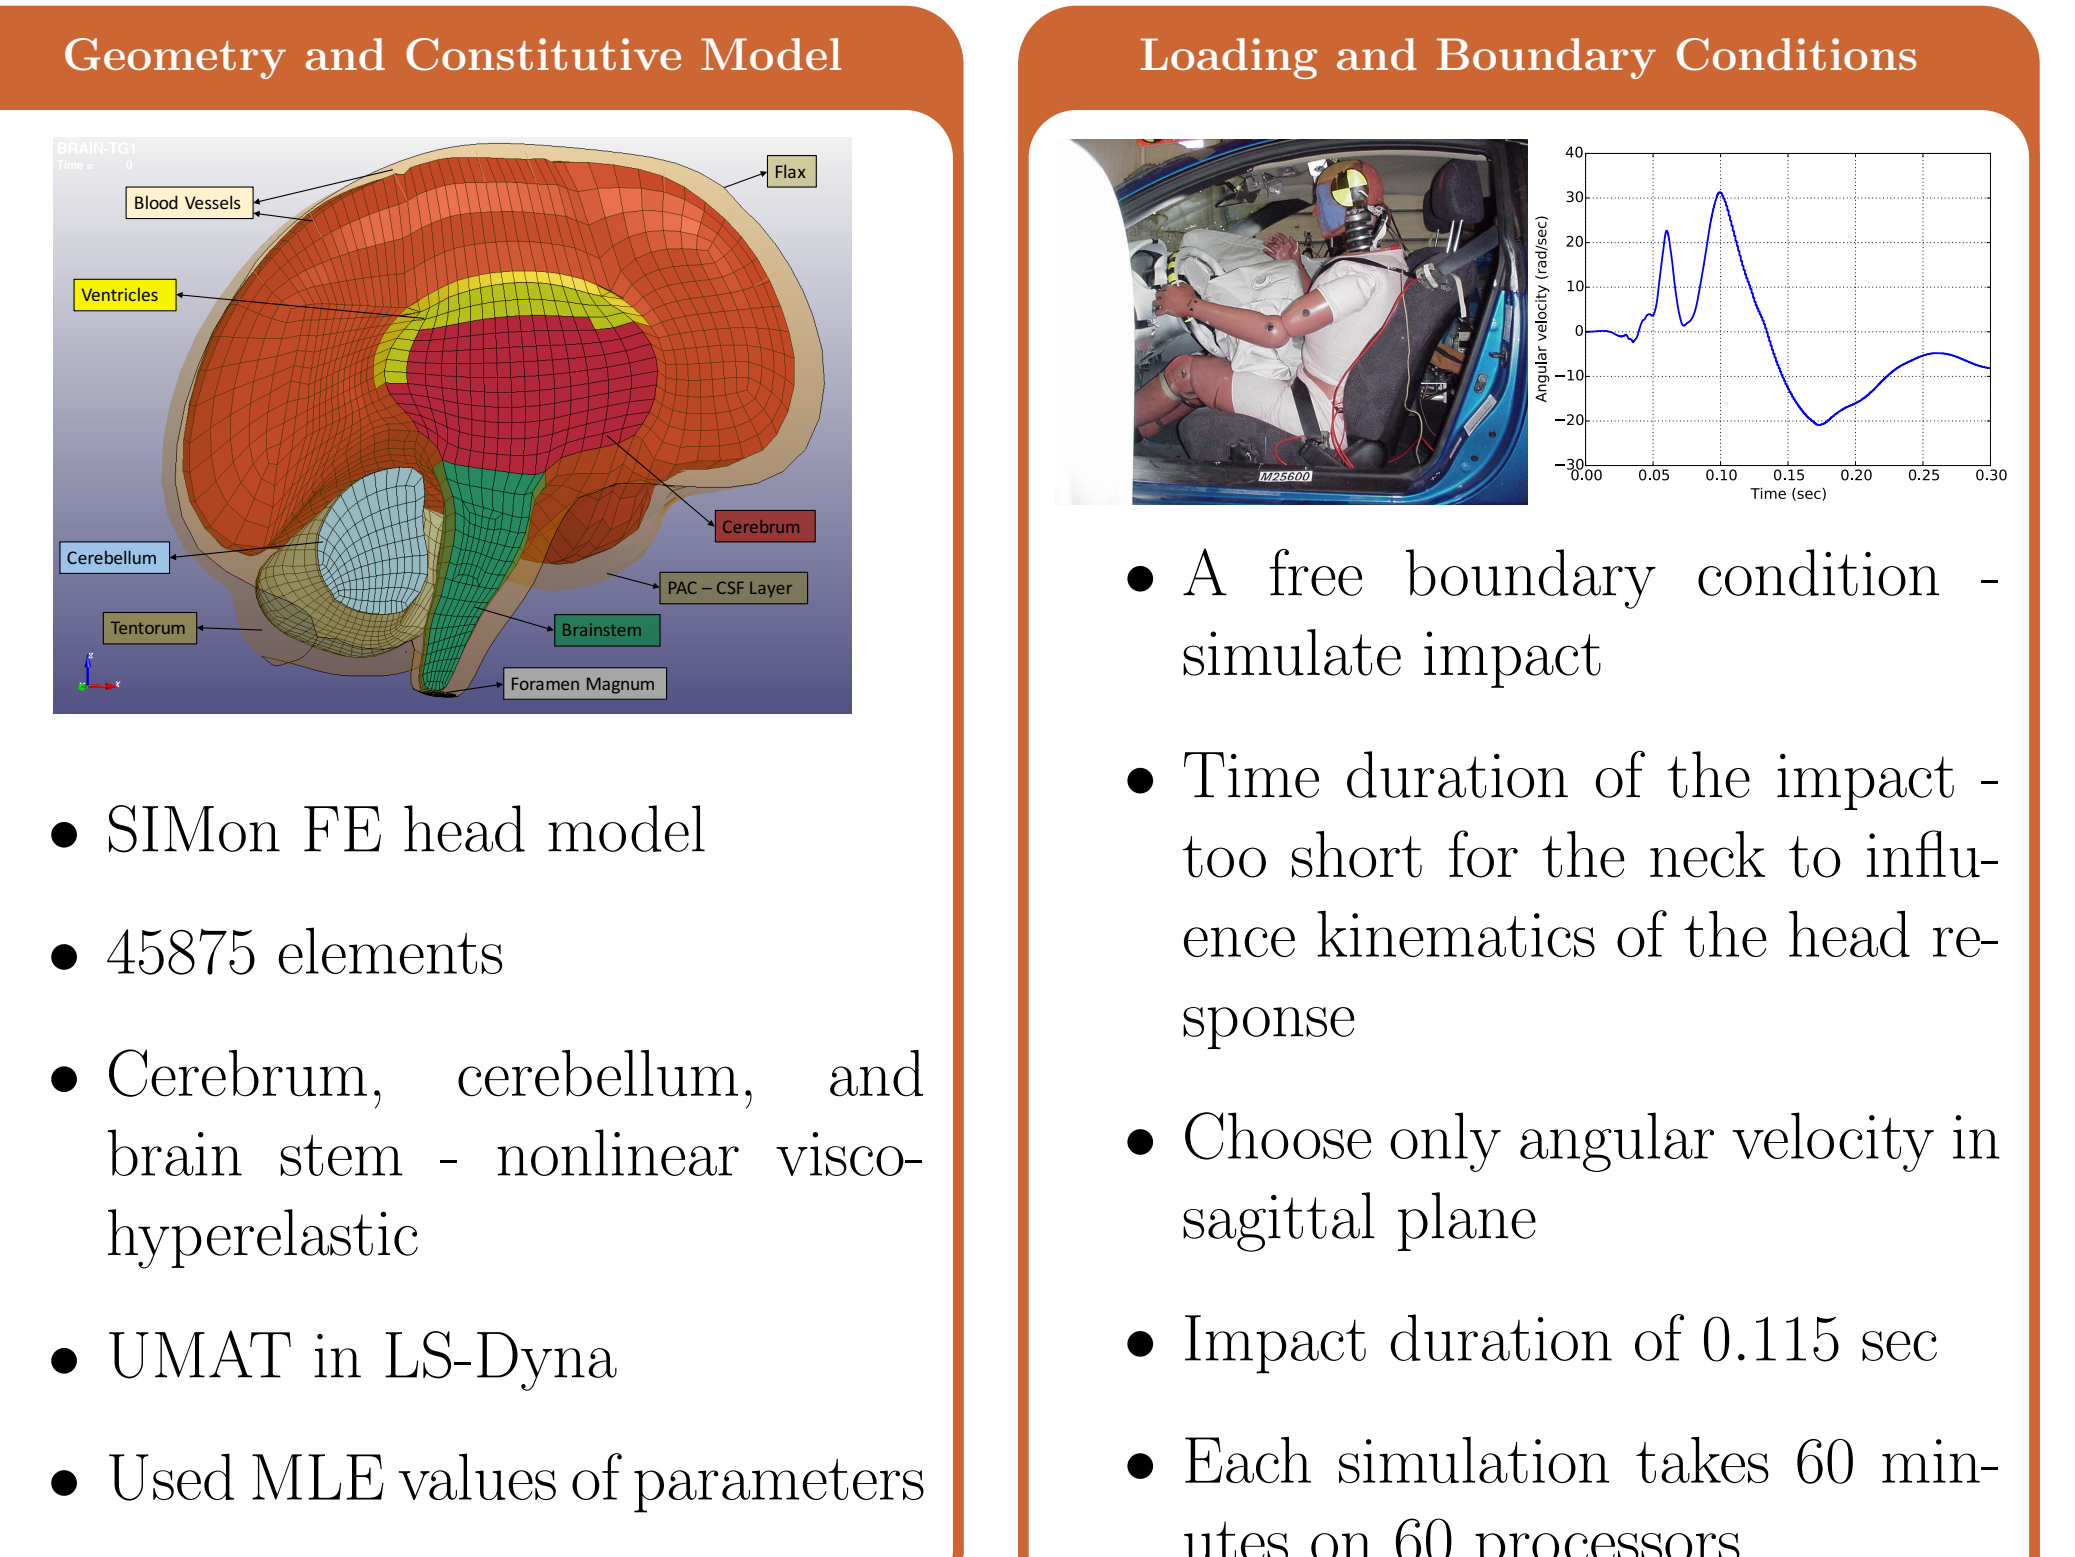 Geometry and Constitutive Model
BRAIN-TG1
Time = 0
Flax
Blood Vessels
Ventricles
Cerebrum
Cerebellum
PAC – CSF Layer
Tentorum
Brainstem
Foramen Magnum
z
x
• SIMon FE head model
• 45875 elements
• Cerebrum, cerebellum, and
brain stem - nonlinear visco-
hyperelastic
• UMAT in LS-Dyna
• Used MLE values of parameters
Loading and Boundary Conditions
M25600
Angular velocity (rad/sec)
40
30
20
10
0
−10
−20
−30
0.00 0.05 0.10 0.15 0.20 0.25 0.30
Time (sec)
• A free boundary condition -
simulate impact
• Time duration of the impact -
too short for the neck to influ-
ence kinematics of the head re-
sponse
• Choose only angular velocity in
sagittal plane
• Impact duration of 0.115 sec
• Each simulation takes 60 min-
utes on 60 processors